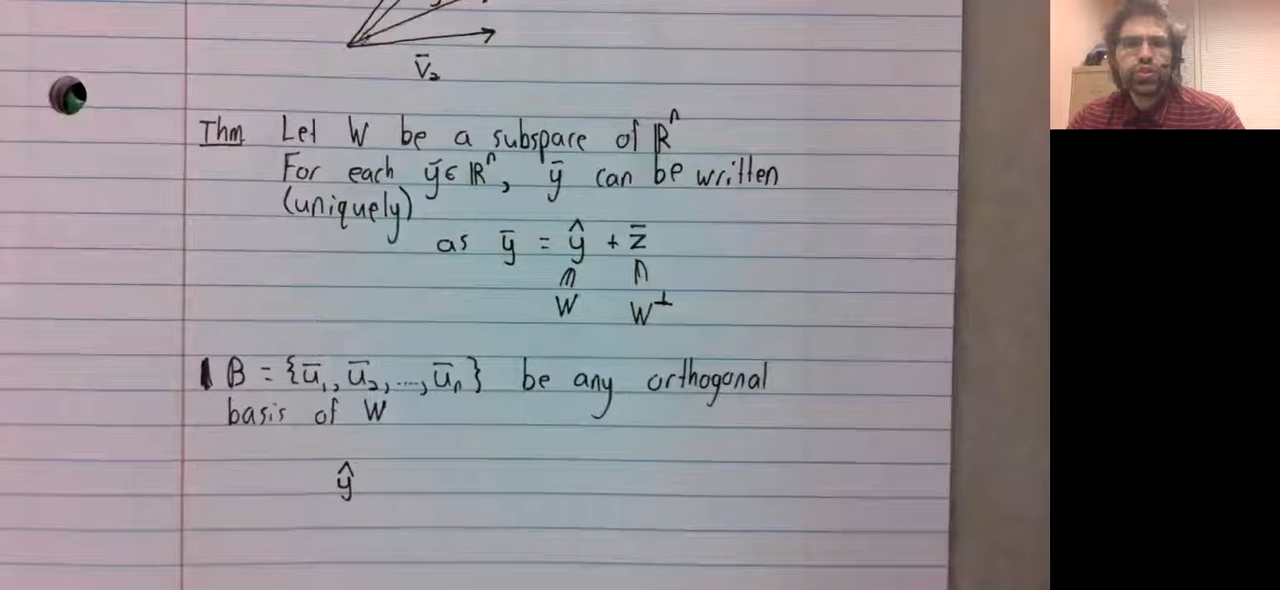 V̄₂
Thm Let W be a subspace of ℝⁿ
For each ȳ ∈ ℝⁿ, ȳ can be written
(uniquely)
as ȳ = ŷ + z̄
∩ ∩
W W⊥
B = {ū₁, ū₂, ..., ūₙ} be any orthogonal
basis of W
ŷ